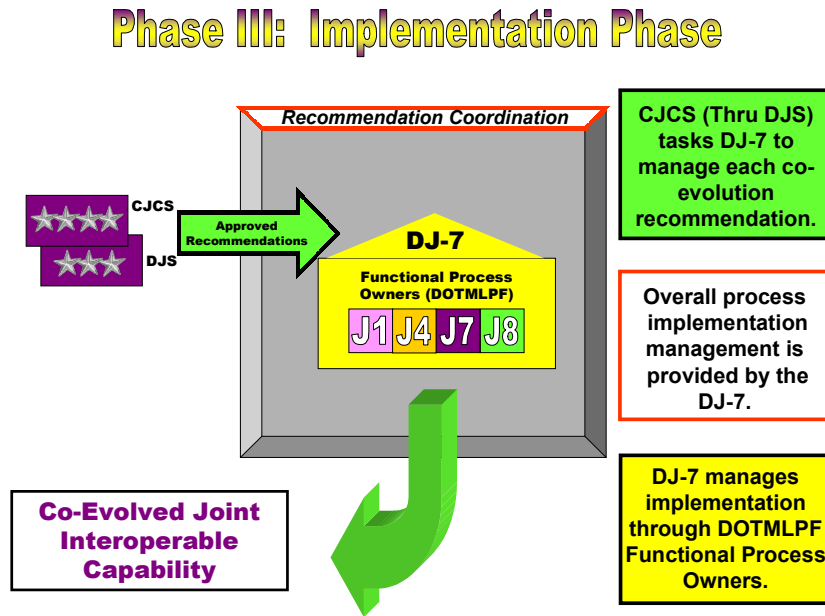 Phase III: Implementation Phase
Recommendation Coordination
CJCS
DJS
Approved
Recommendations
DJ-7
Functional Process
Owners (DOTMLPF)
J1 J4 J7 J8
Co-Evolved Joint
Interoperable
Capability
CJCS (Thru DJS)
tasks DJ-7 to
manage each co-
evolution
recommendation.
Overall process
implementation
management is
provided by the
DJ-7.
DJ-7 manages
implementation
through DOTMLPF
Functional Process
Owners.